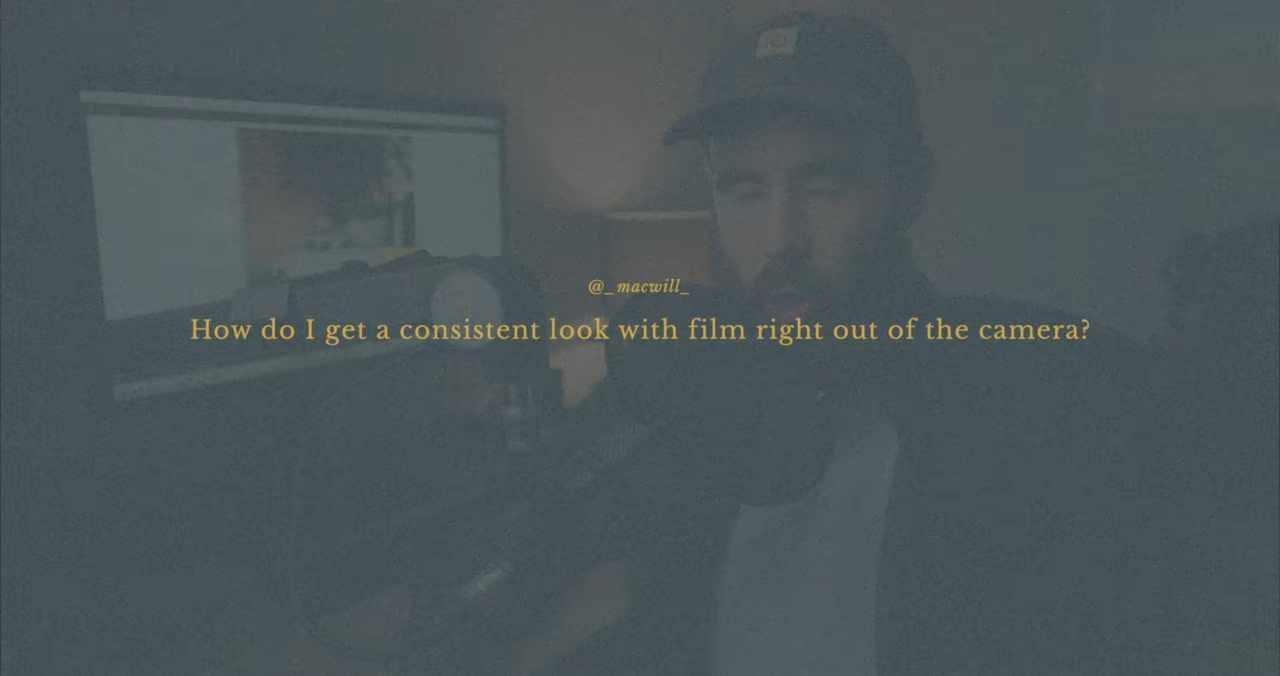 @_macwill_
How do I get a consistent look with film right out of the camera?